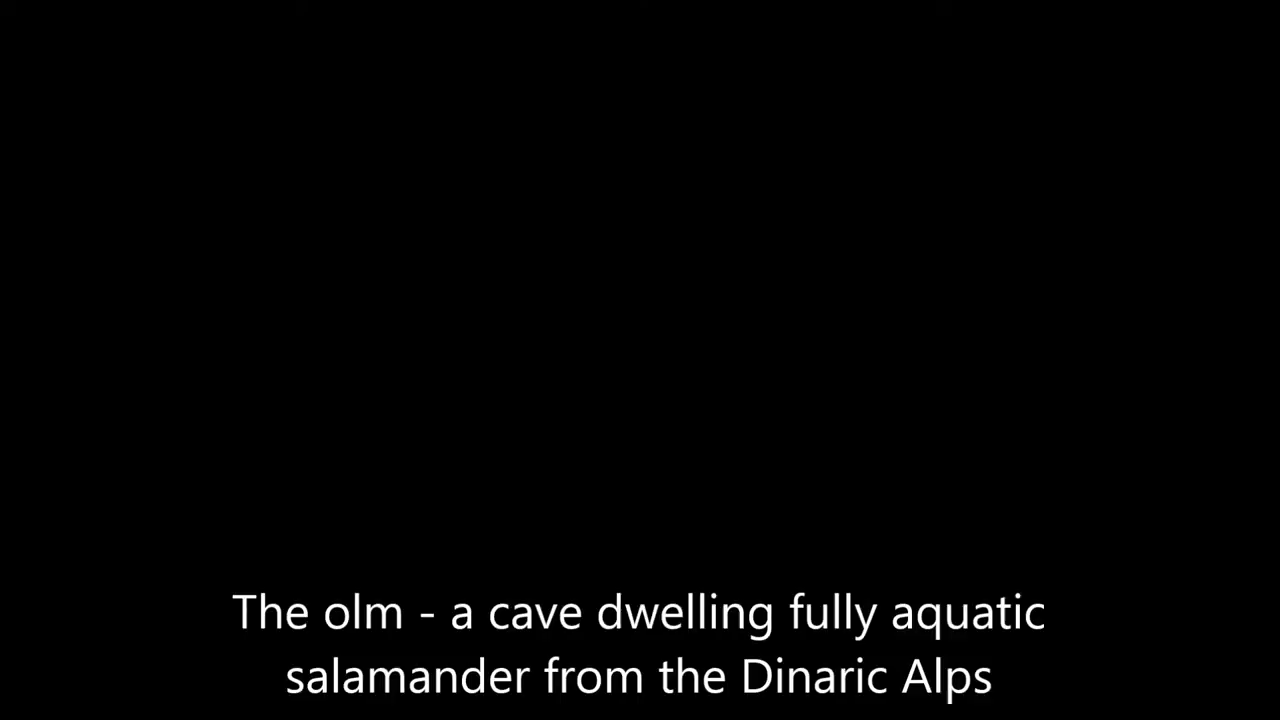 The olm - a cave dwelling fully aquatic
salamander from the Dinaric Alps